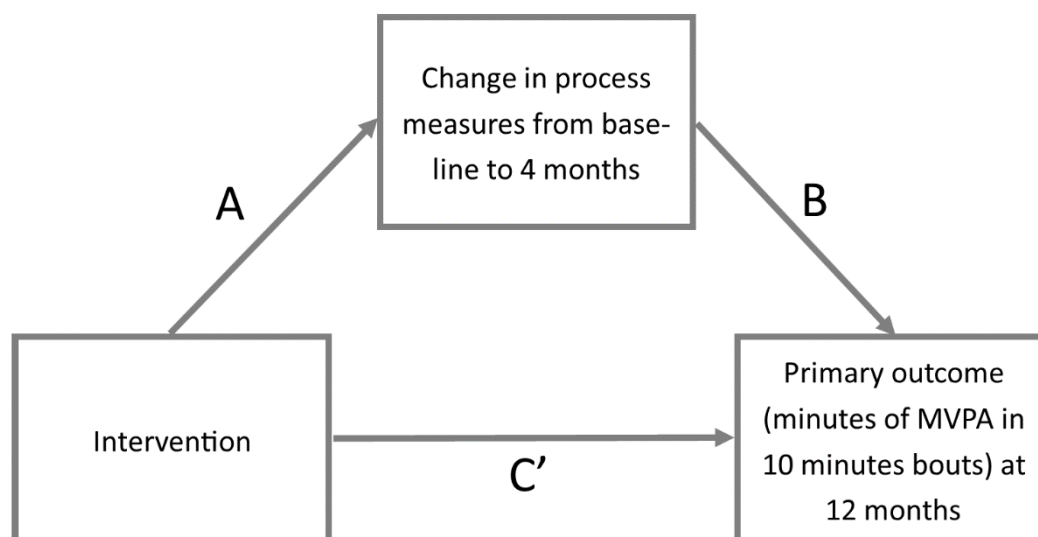 Change in process
measures from base-
line to 4 months
A
B
Intervention
C’
Primary outcome
(minutes of MVPA in
10 minutes bouts) at
12 months